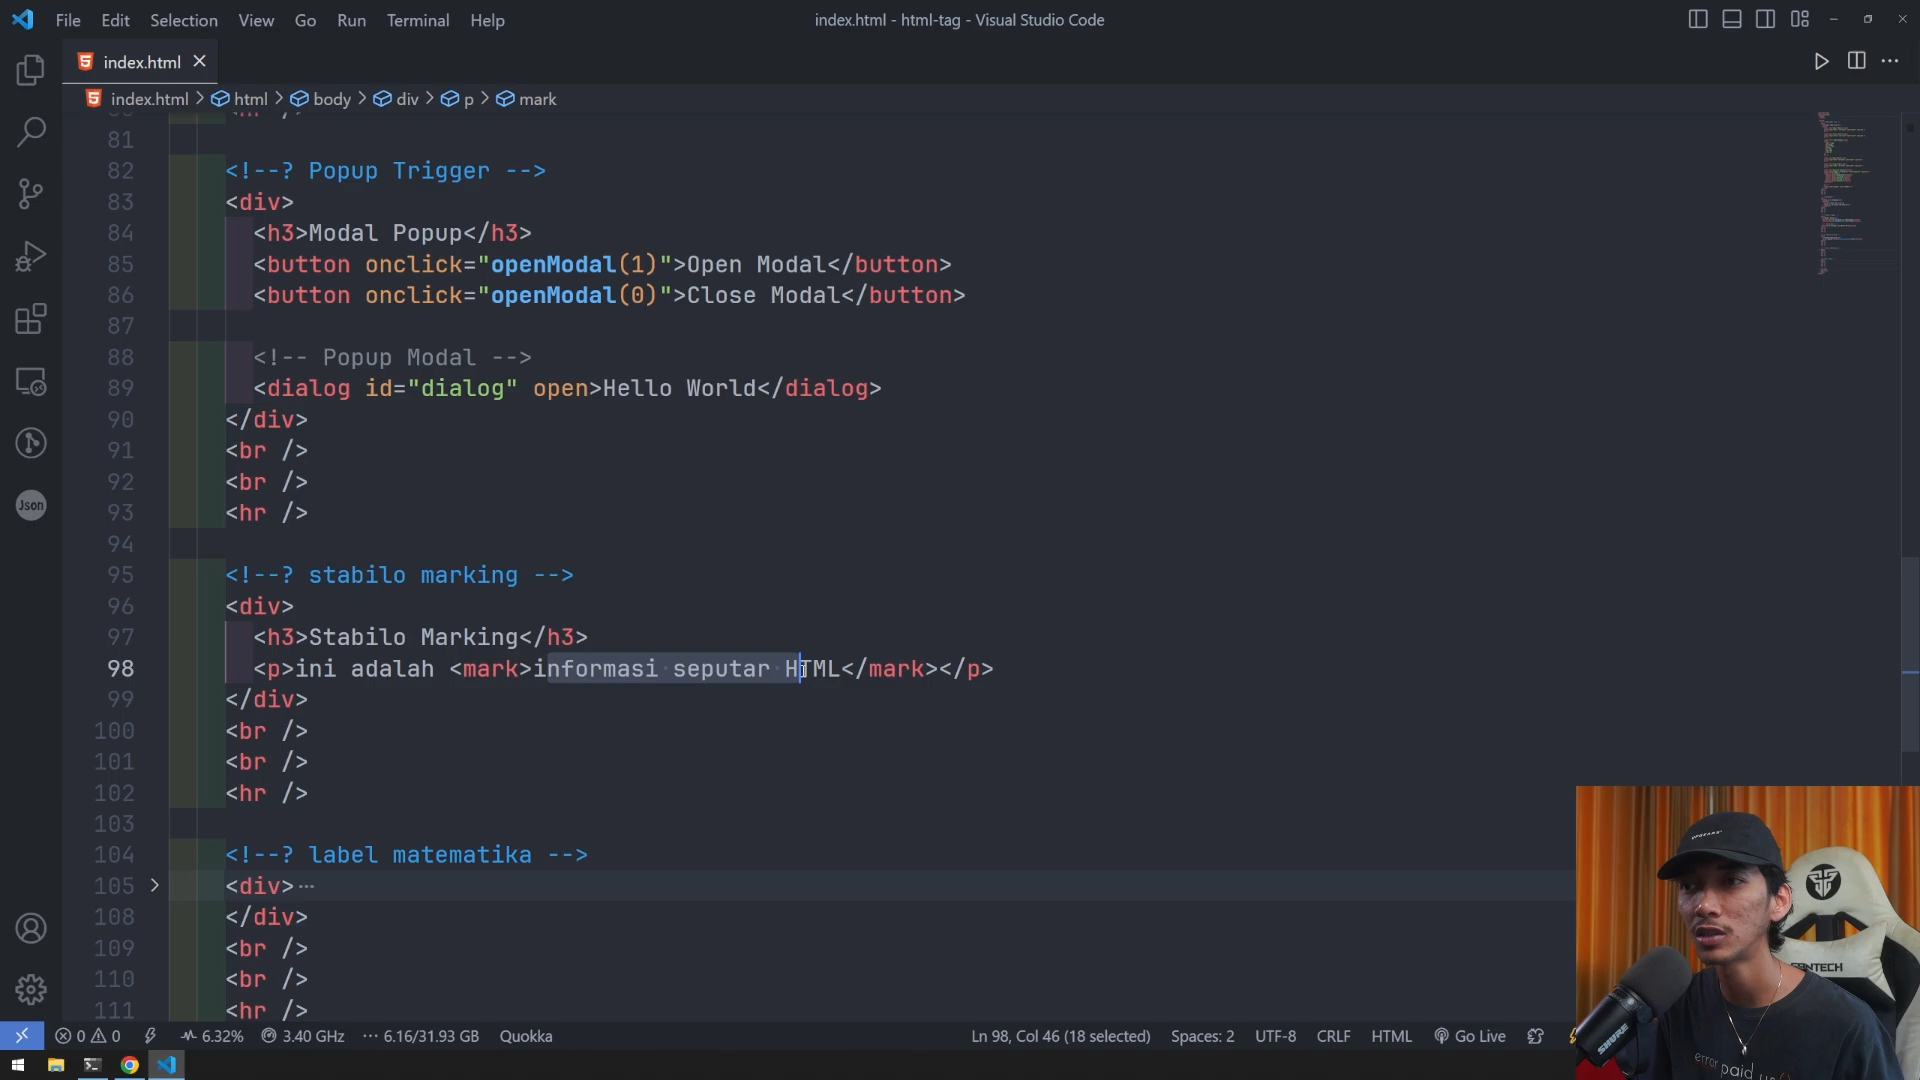 File Edit Selection View Go Run Terminal Help
index.html - html-tag - Visual Studio Code
index.html
index.html > html > body > div > p > mark
81
82 <!--? Popup Trigger -->
83 <div>
84 <h3>Modal Popup</h3>
85 <button onclick="openModal(1)">Open Modal</button>
86 <button onclick="openModal(0)">Close Modal</button>
87
88 <!-- Popup Modal -->
89 <dialog id="dialog" open>Hello World</dialog>
90 </div>
91 <br />
92 <br />
93 <hr />
94
95 <!--? stabilo marking -->
96 <div>
97 <h3>Stabilo Marking</h3>
98 <p>ini adalah <mark>informasi seputar HTML</mark></p>
99 </div>
100 <br />
101 <br />
102 <hr />
103
104 <!--? label matematika -->
105 <div>···
108 </div>
109 <br />
110 <br />
111 <hr />
Json
FANTECH
SHURE
error paid
0 0 6.32% 3.40 GHz 6.16/31.93 GB Quokka
Ln 98, Col 46 (18 selected) Spaces: 2 UTF-8 CRLF HTML Go Live